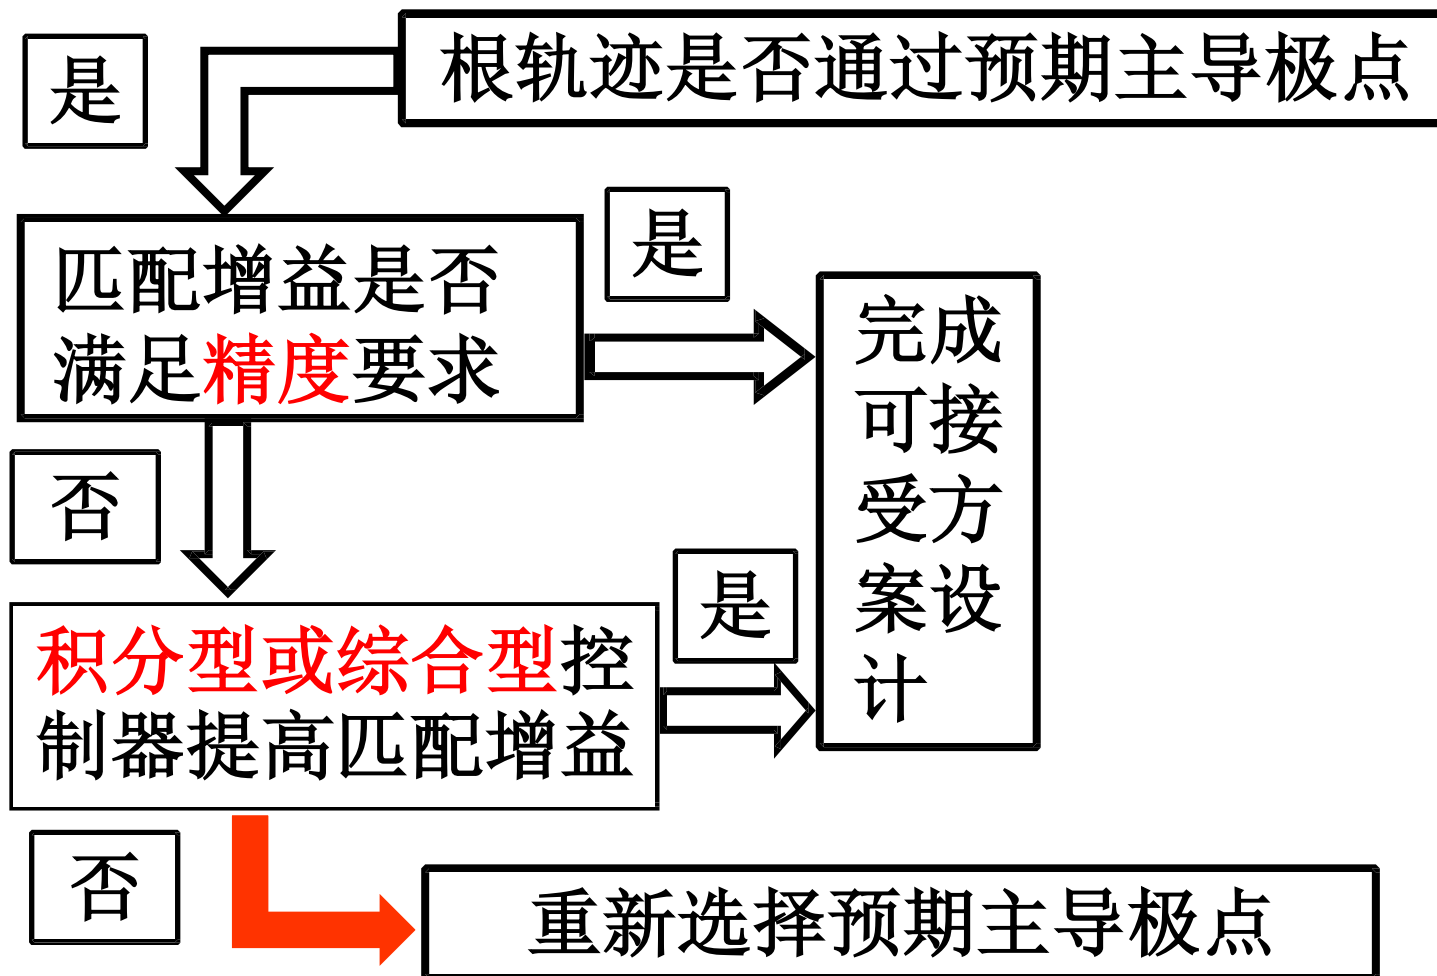 根轨迹是否通过预期主导极点
是
匹配增益是否
满足精度要求
是
完成
可接
受方
案设
计
否
积分型或综合型控
制器提高匹配增益
是
否
重新选择预期主导极点